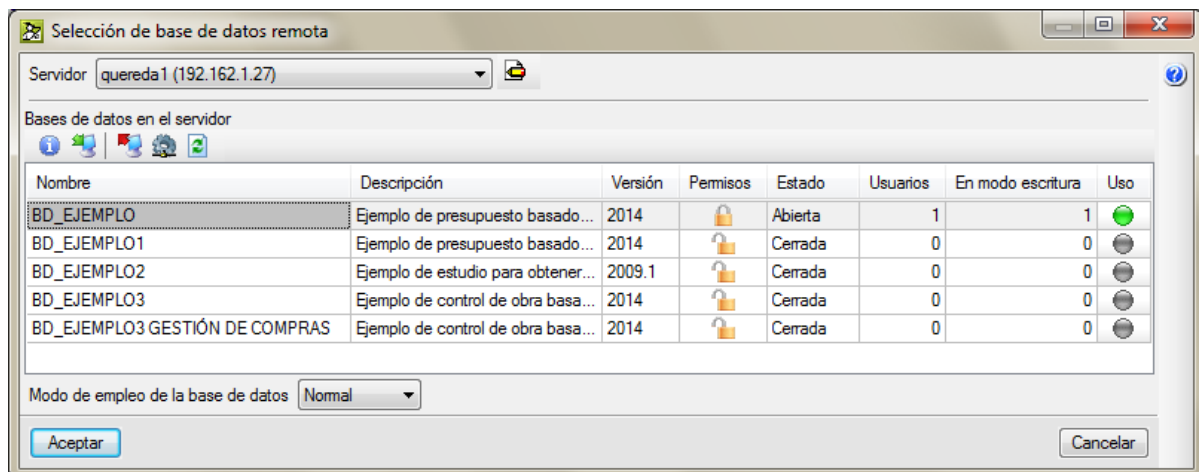 Selección de base de datos remota
Servidor quereda1 (192.162.1.27)
Bases de datos en el servidor
Nombre Descripción Versión Permisos Estado Usuarios En modo escritura Uso
BD_EJEMPLO Ejemplo de presupuesto basado... 2014 Abierta 1 1
BD_EJEMPLO1 Ejemplo de presupuesto basado... 2014 Cerrada 0 0
BD_EJEMPLO2 Ejemplo de estudio para obtener... 2009.1 Cerrada 0 0
BD_EJEMPLO3 Ejemplo de control de obra basa... 2014 Cerrada 0 0
BD_EJEMPLO3 GESTIÓN DE COMPRAS Ejemplo de control de obra basa... 2014 Cerrada 0 0
Modo de empleo de la base de datos Normal
Aceptar Cancelar